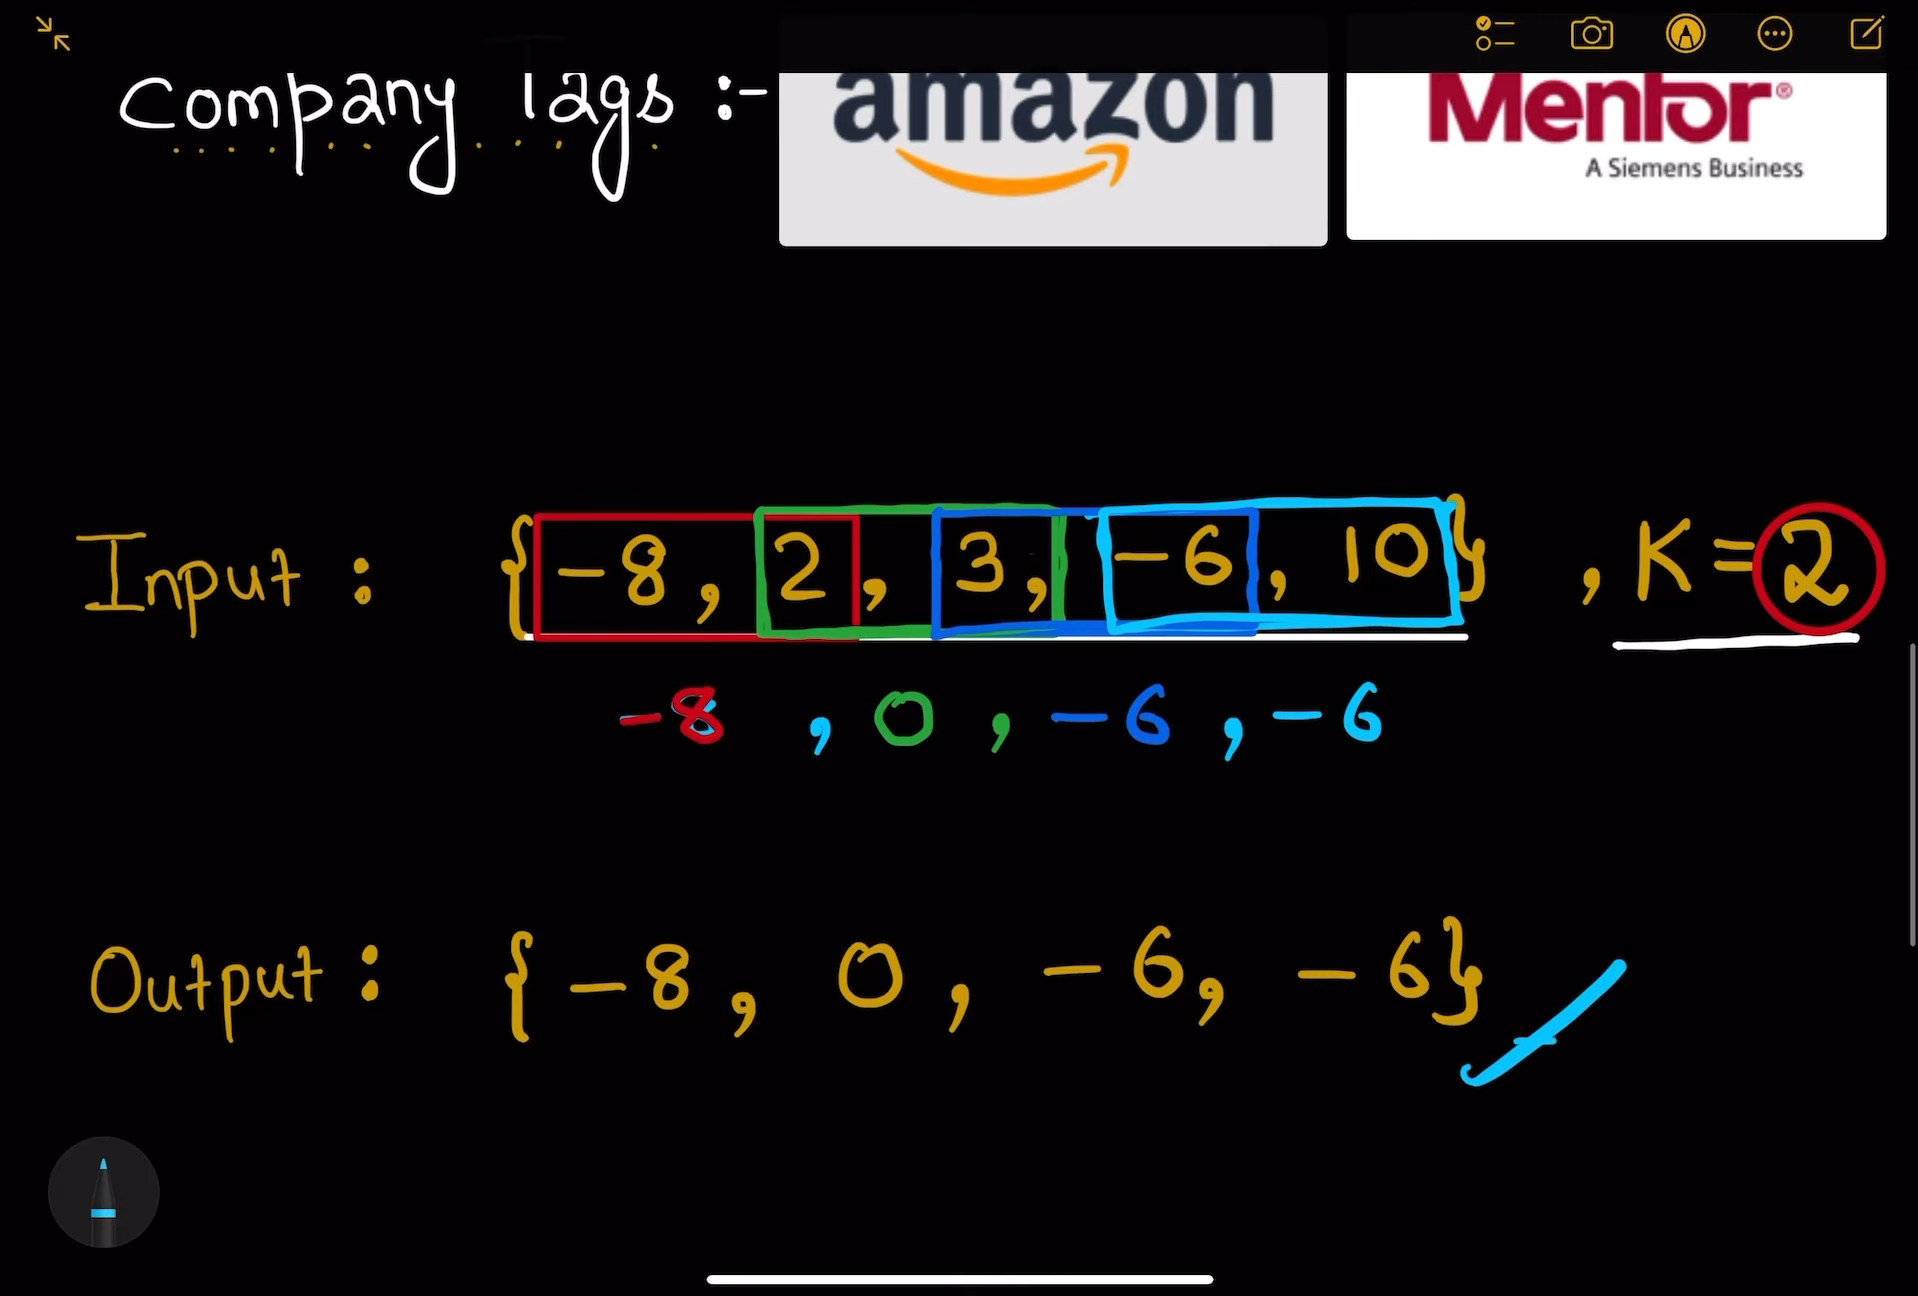 Company Tags :-
amazon
Mentor®
A Siemens Business
Input : {-8, 2, 3, -6, 10} , K=2
-8 , 0 , -6 , -6
Output : {-8, 0, -6, -6}